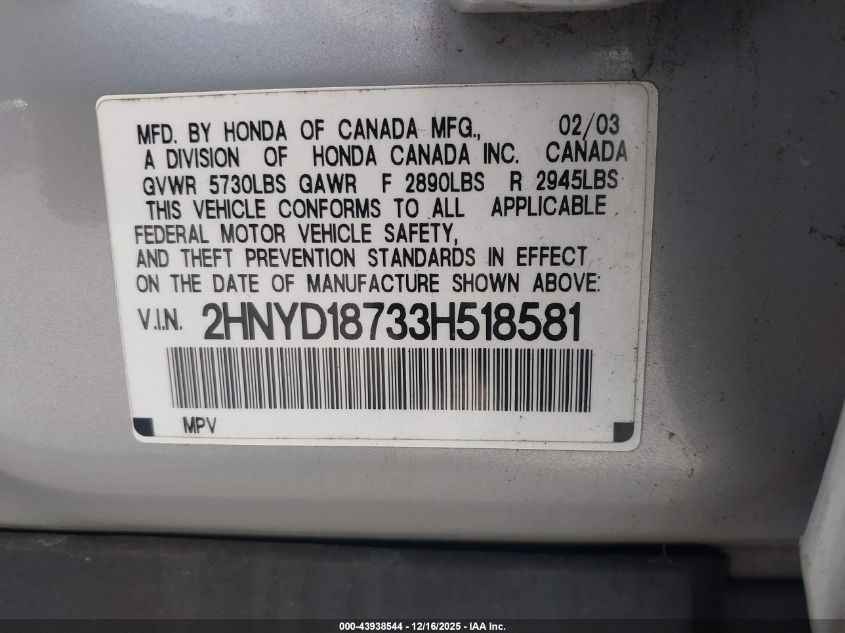 MFD. BY HONDA OF CANADA MFG., 02/03
A DIVISION OF HONDA CANADA INC. CANADA
GVWR 5730LBS GAWR F 2890LBS R 2945LBS
THIS VEHICLE CONFORMS TO ALL APPLICABLE
FEDERAL MOTOR VEHICLE SAFETY,
AND THEFT PREVENTION STANDARDS IN EFFECT
ON THE DATE OF MANUFACTURE SHOWN ABOVE:
V.I.N. 2HNYD18733H518581
MPV
000-43938544 - 12/16/2025 - IAA Inc.